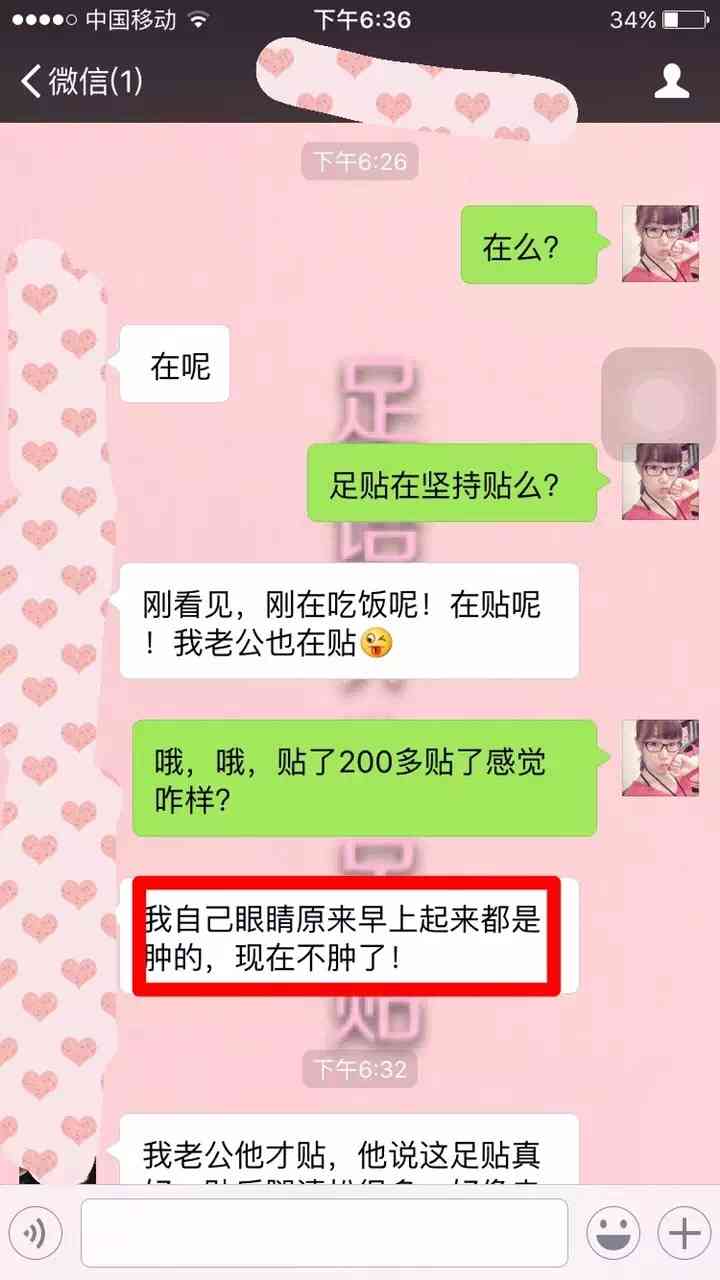 中国移动 下午6:36 34%
微信(1)
下午6:26
在么?
在呢
足
足贴在坚持贴么?
刚看见，刚在吃饭呢！在贴呢
！我老公也在贴
哦，哦，贴了200多贴了感觉
咋样?
我自己眼睛原来早上起来都是
肿的，现在不肿了！
贴
下午6:32
我老公他才贴，他说这足贴真